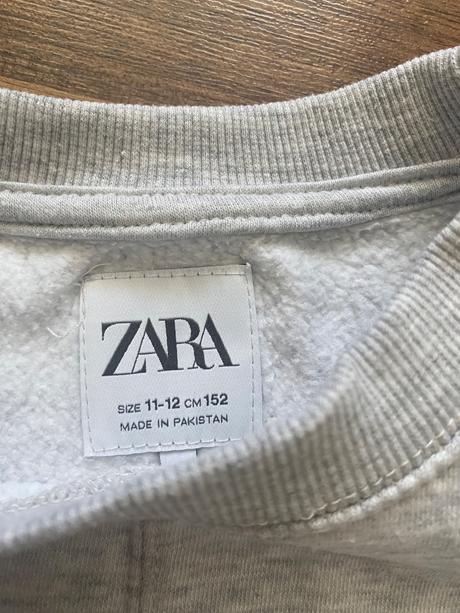 ZARA
SIZE 11-12 CM 152
MADE IN PAKISTAN